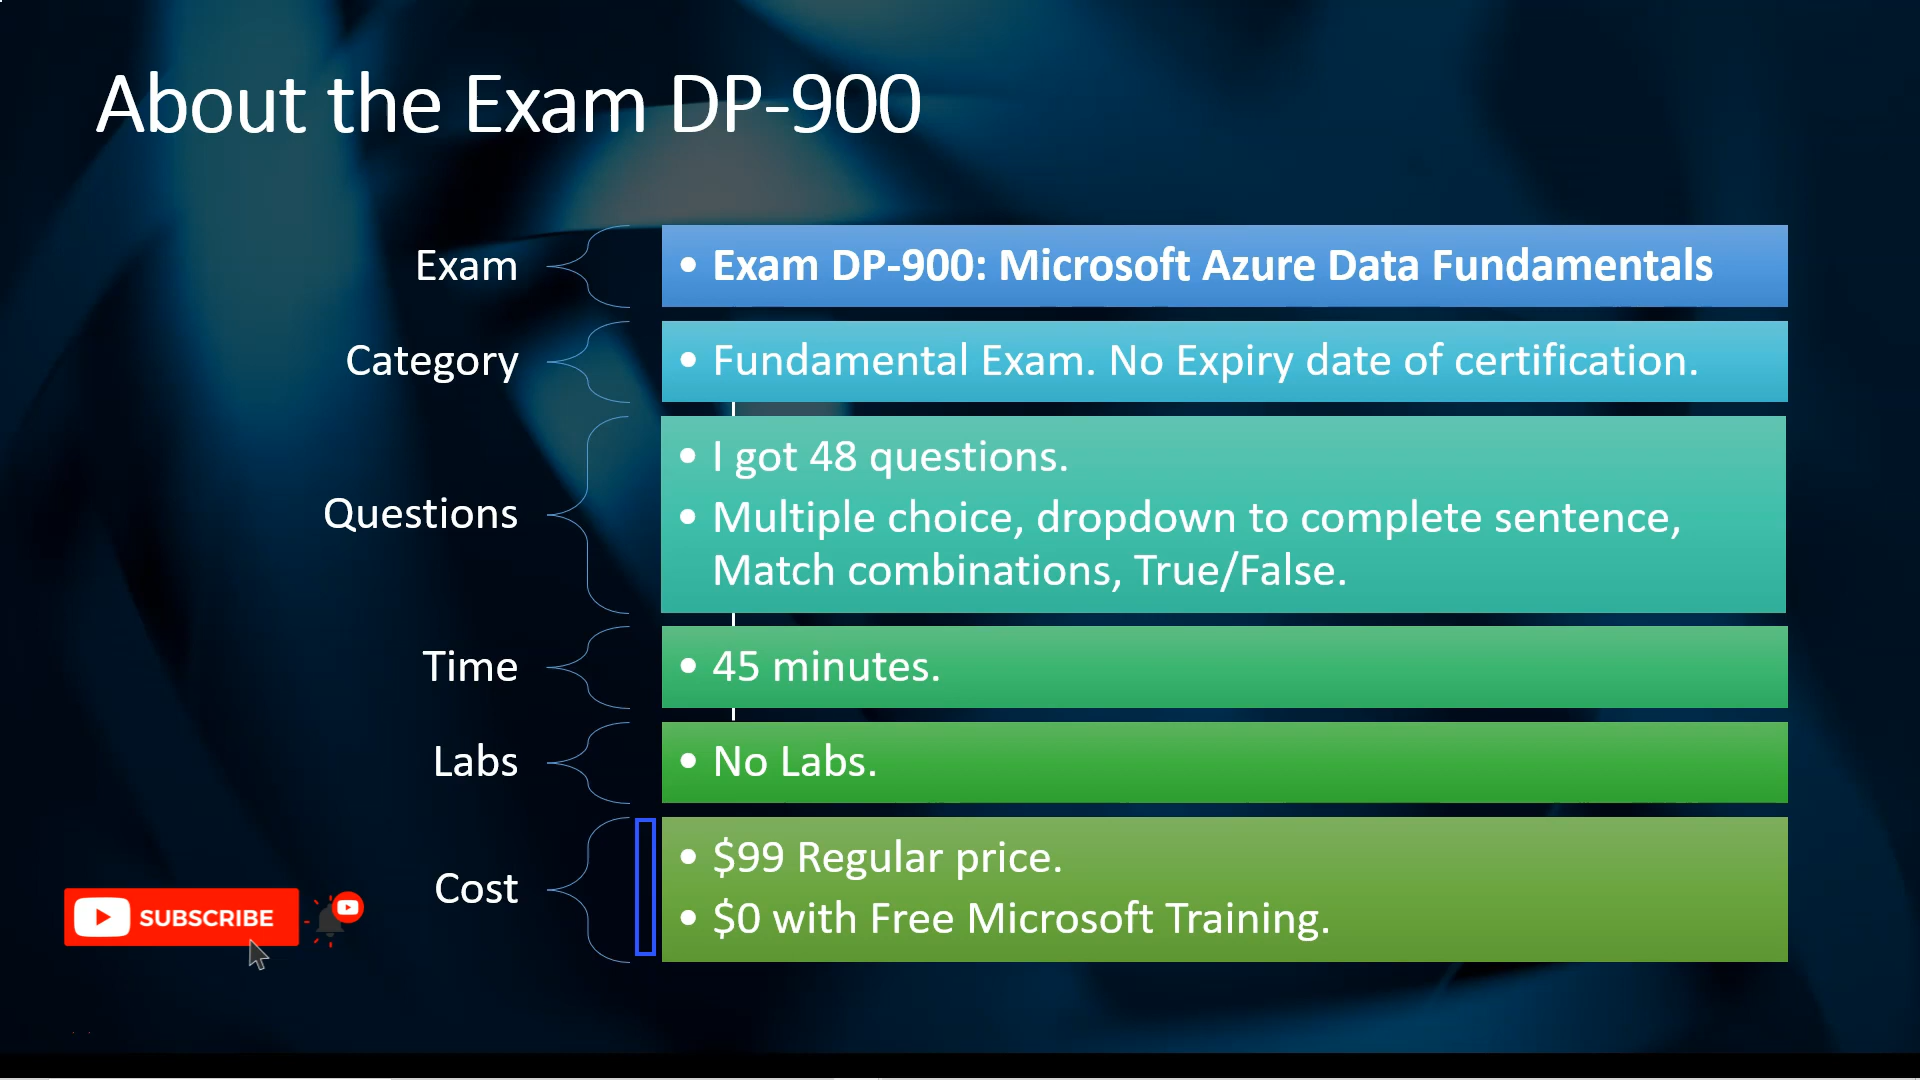 About the Exam DP-900
Exam
• Exam DP-900: Microsoft Azure Data Fundamentals
Category
• Fundamental Exam. No Expiry date of certification.
Questions
• I got 48 questions.
• Multiple choice, dropdown to complete sentence,
Match combinations, True/False.
Time
• 45 minutes.
Labs
• No Labs.
Cost
• $99 Regular price.
• $0 with Free Microsoft Training.
SUBSCRIBE